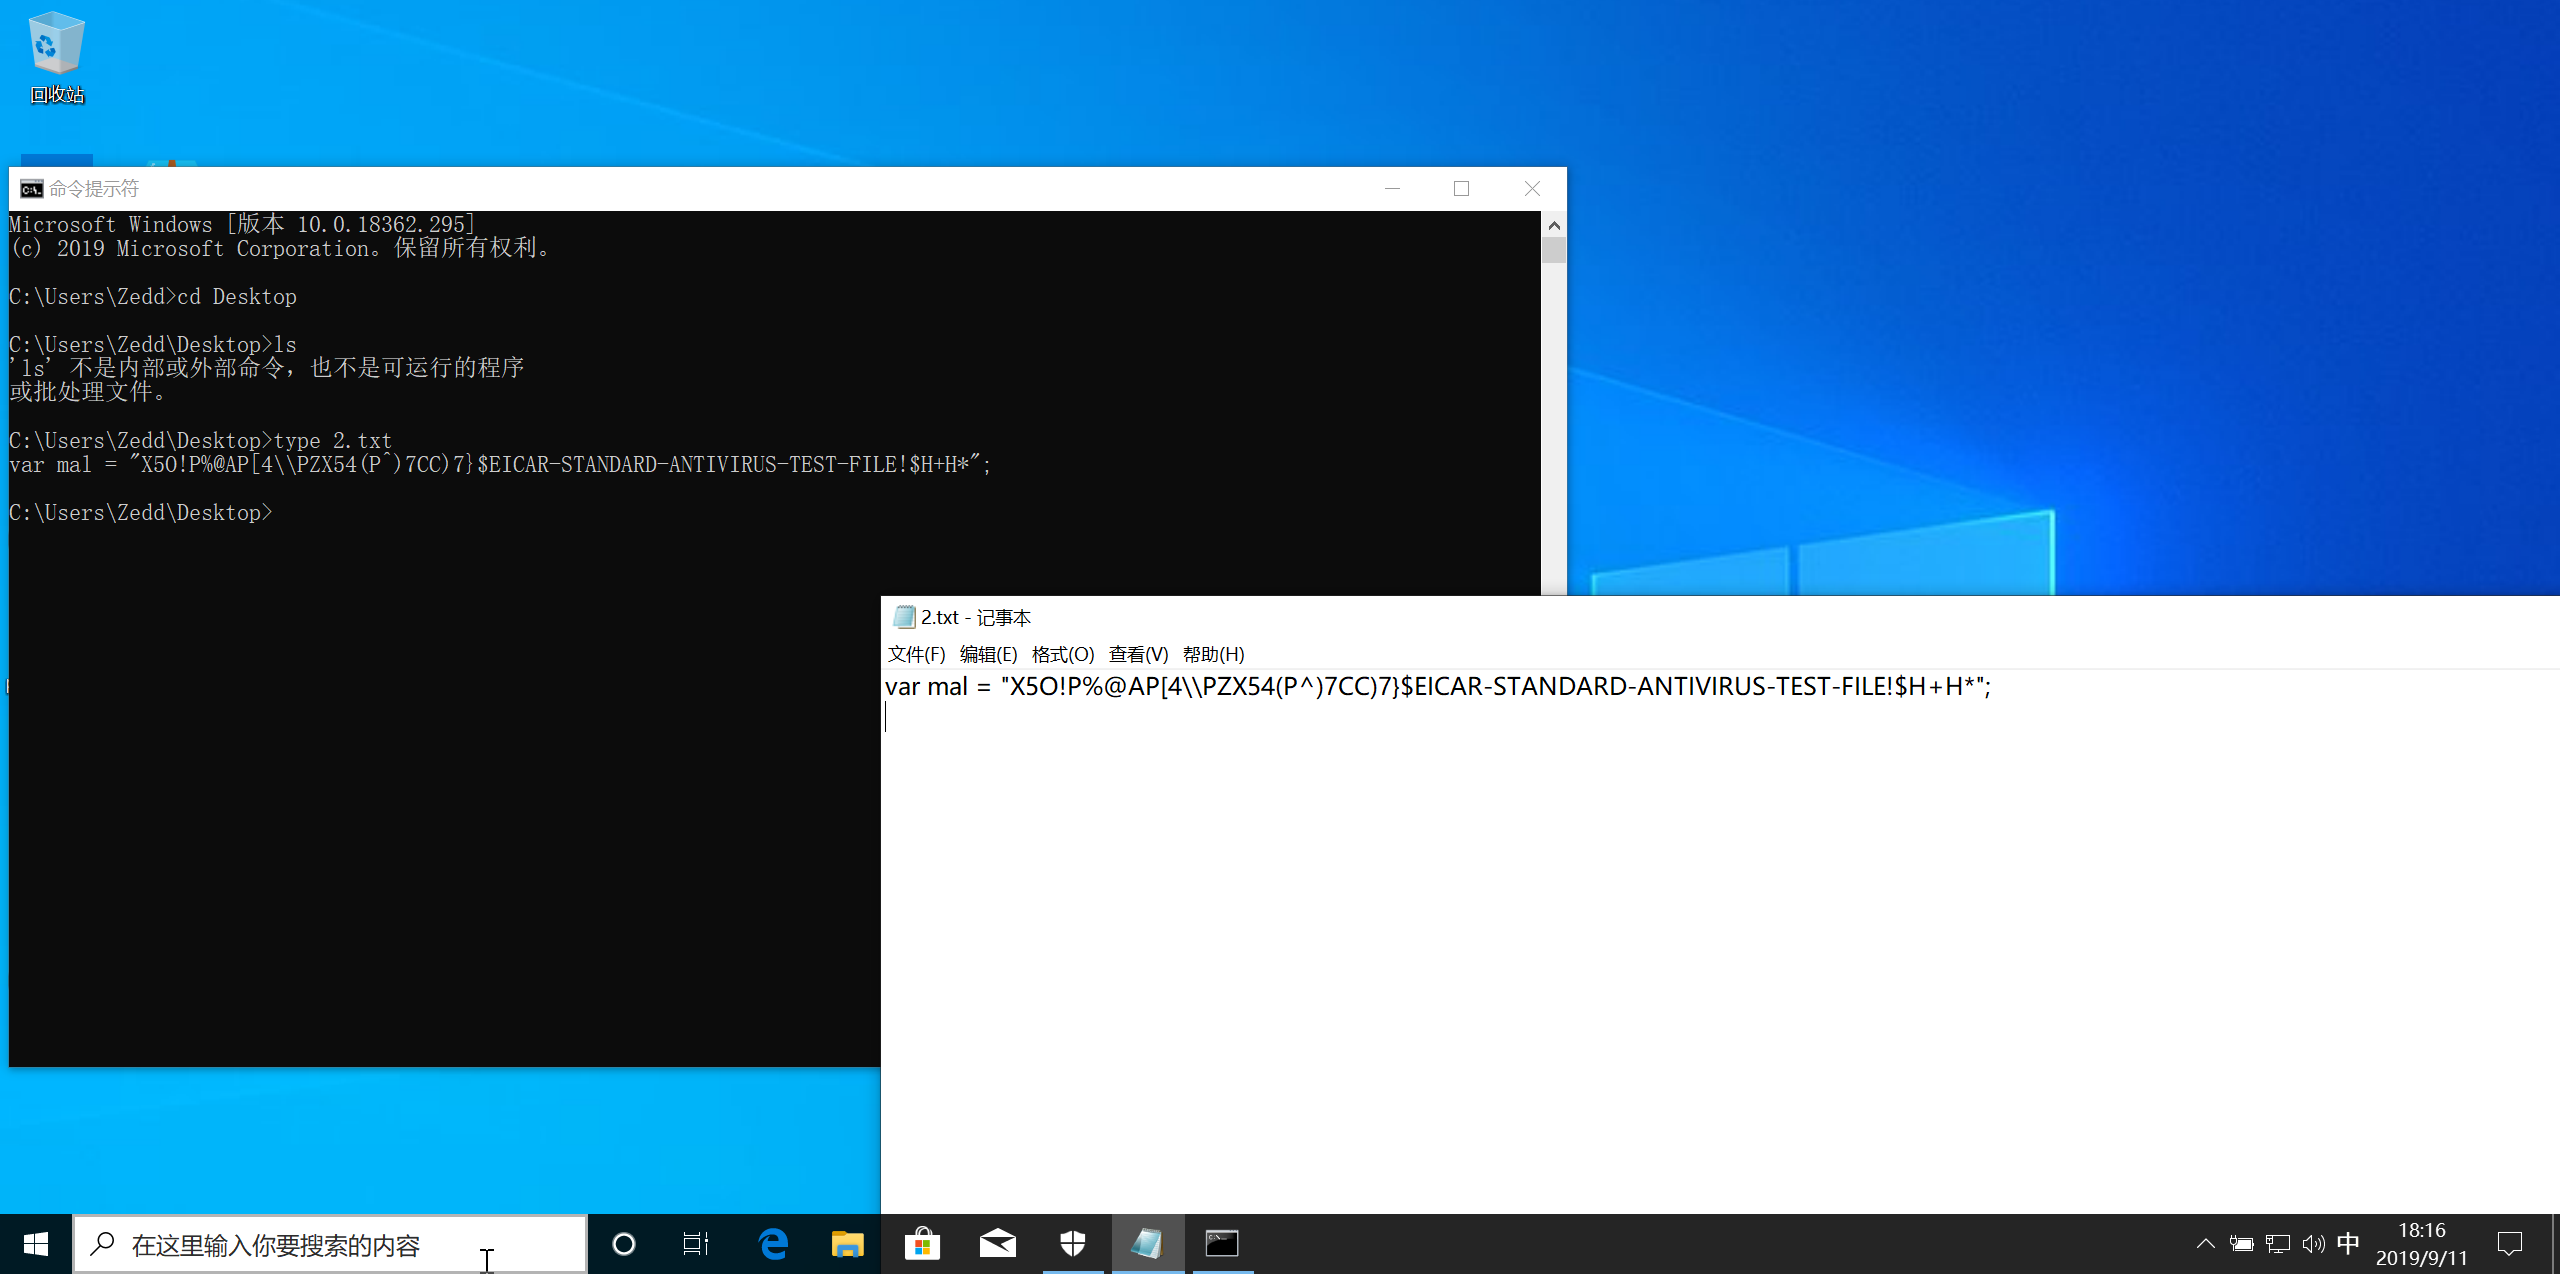 回收站
命令提示符
Microsoft Windows [版本 10.0.18362.295]
(c) 2019 Microsoft Corporation。保留所有权利。
C:\Users\Zedd>cd Desktop
C:\Users\Zedd\Desktop>ls
'ls' 不是内部或外部命令，也不是可运行的程序
或批处理文件。
C:\Users\Zedd\Desktop>type 2.txt
var mal = "X5O!P%@AP[4\\PZX54(P^)7CC)7}$EICAR-STANDARD-ANTIVIRUS-TEST-FILE!$H+H*";
C:\Users\Zedd\Desktop>
2.txt - 记事本
文件(F) 编辑(E) 格式(O) 查看(V) 帮助(H)
var mal = "X5O!P%@AP[4\\PZX54(P^)7CC)7}$EICAR-STANDARD-ANTIVIRUS-TEST-FILE!$H+H*";
在这里输入你要搜索的内容
中
18:16
2019/9/11